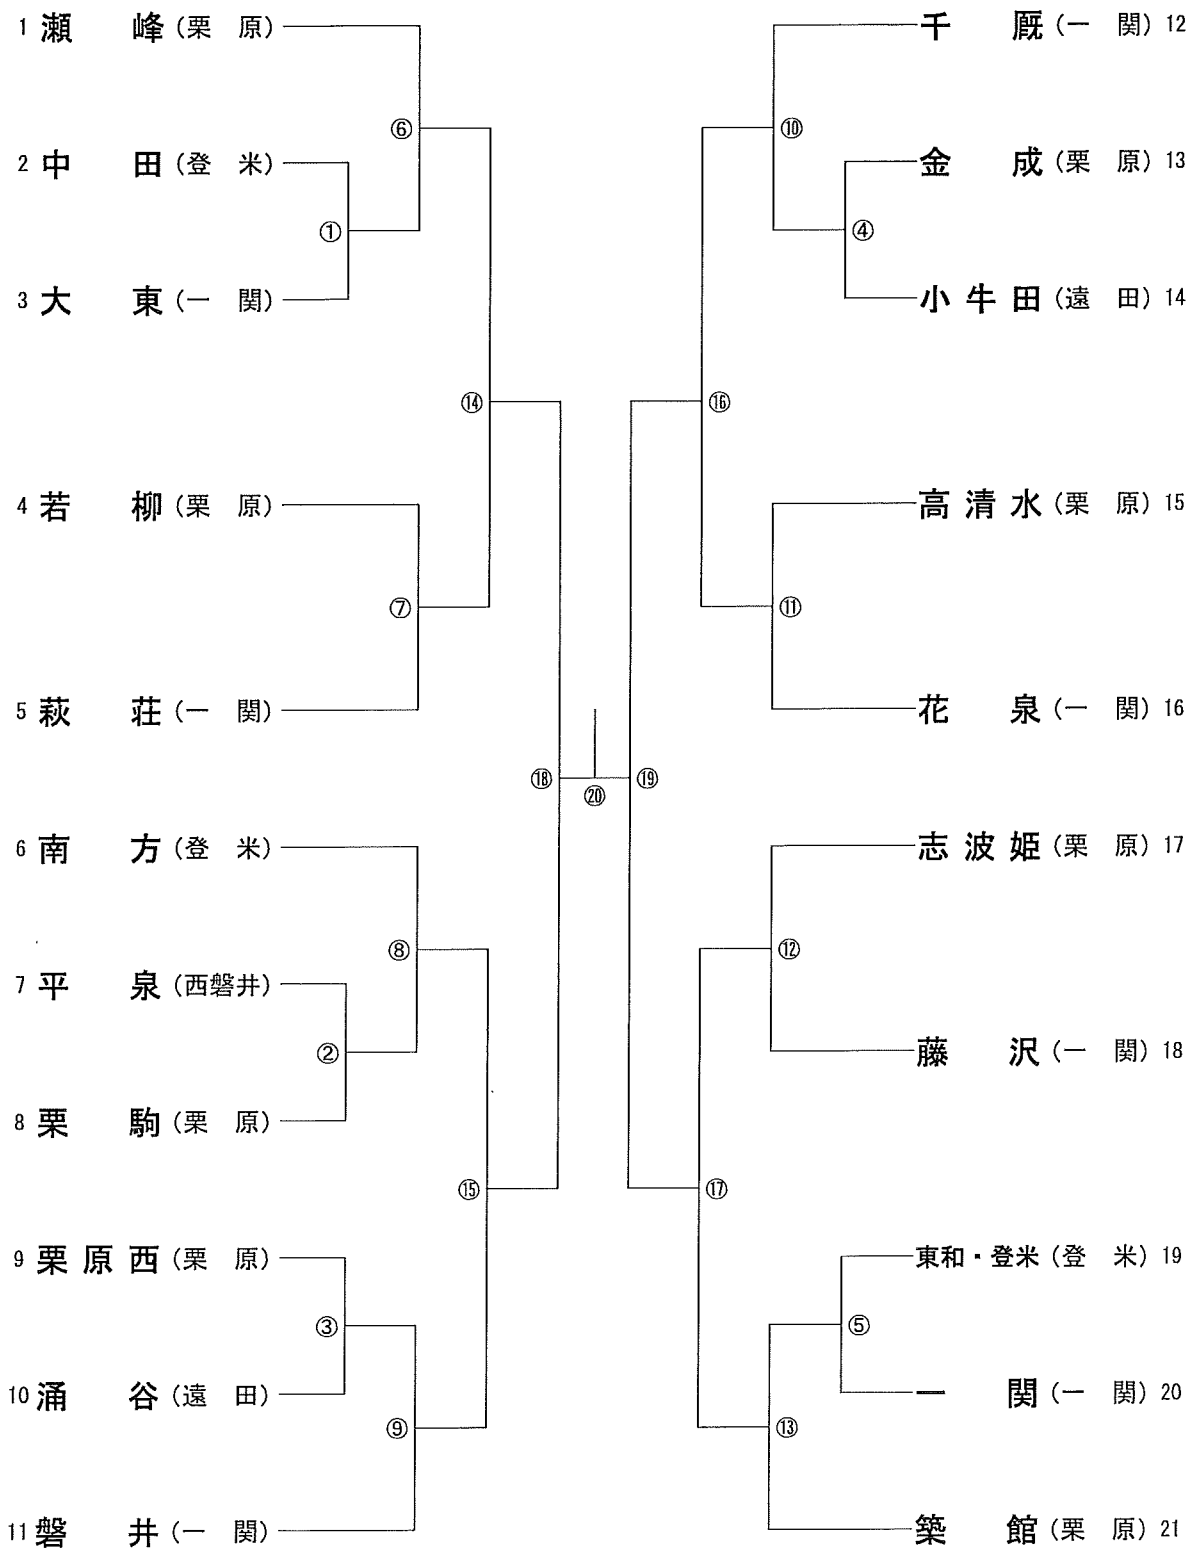 1 瀬峰(栗原)
⑥
2 中田(登米)
①
3 大東(一関)
⑭
4 若柳(栗原)
⑦
5 萩荘(一関)
⑱
6 南方(登米)
⑧
7 平泉(西磐井)
②
8 栗駒(栗原)
⑮
9 栗原西(栗原)
③
10 涌谷(遠田)
⑨
11 磐井(一関)
⑳
千厩(一関) 12
⑩
金成(栗原) 13
④
小牛田(遠田) 14
⑯
高清水(栗原) 15
⑪
花泉(一関) 16
⑲
志波姫(栗原) 17
⑫
藤沢(一関) 18
⑰
東和・登米(登米) 19
⑤
一関(一関) 20
⑬
築館(栗原) 21